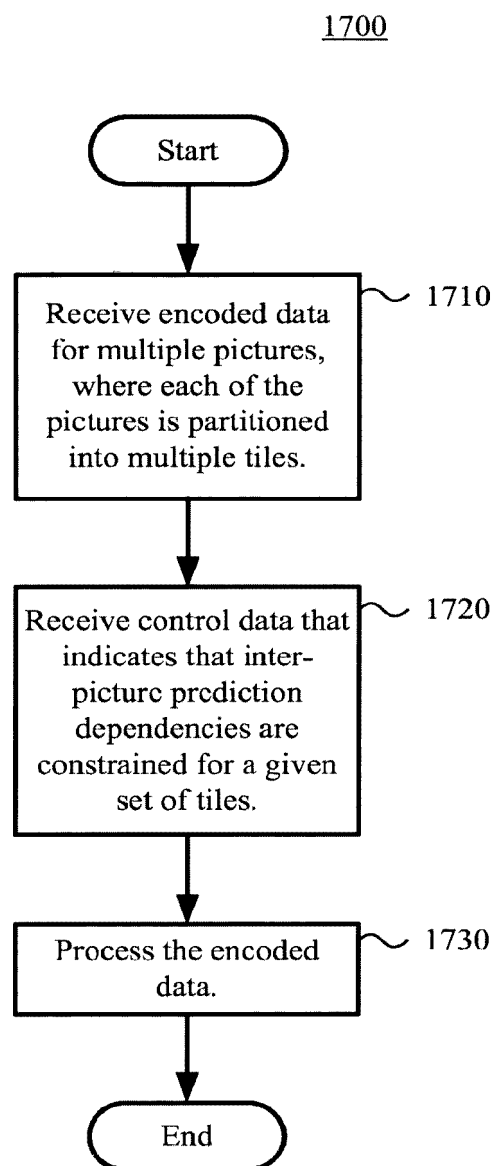 1700
Start
Receive encoded data
for multiple pictures,
where each of the
pictures is partitioned
into multiple tiles.
1710
Receive control data that
indicates that inter-
picture prediction
dependencies are
constrained for a given
set of tiles.
1720
Process the encoded
data.
1730
End